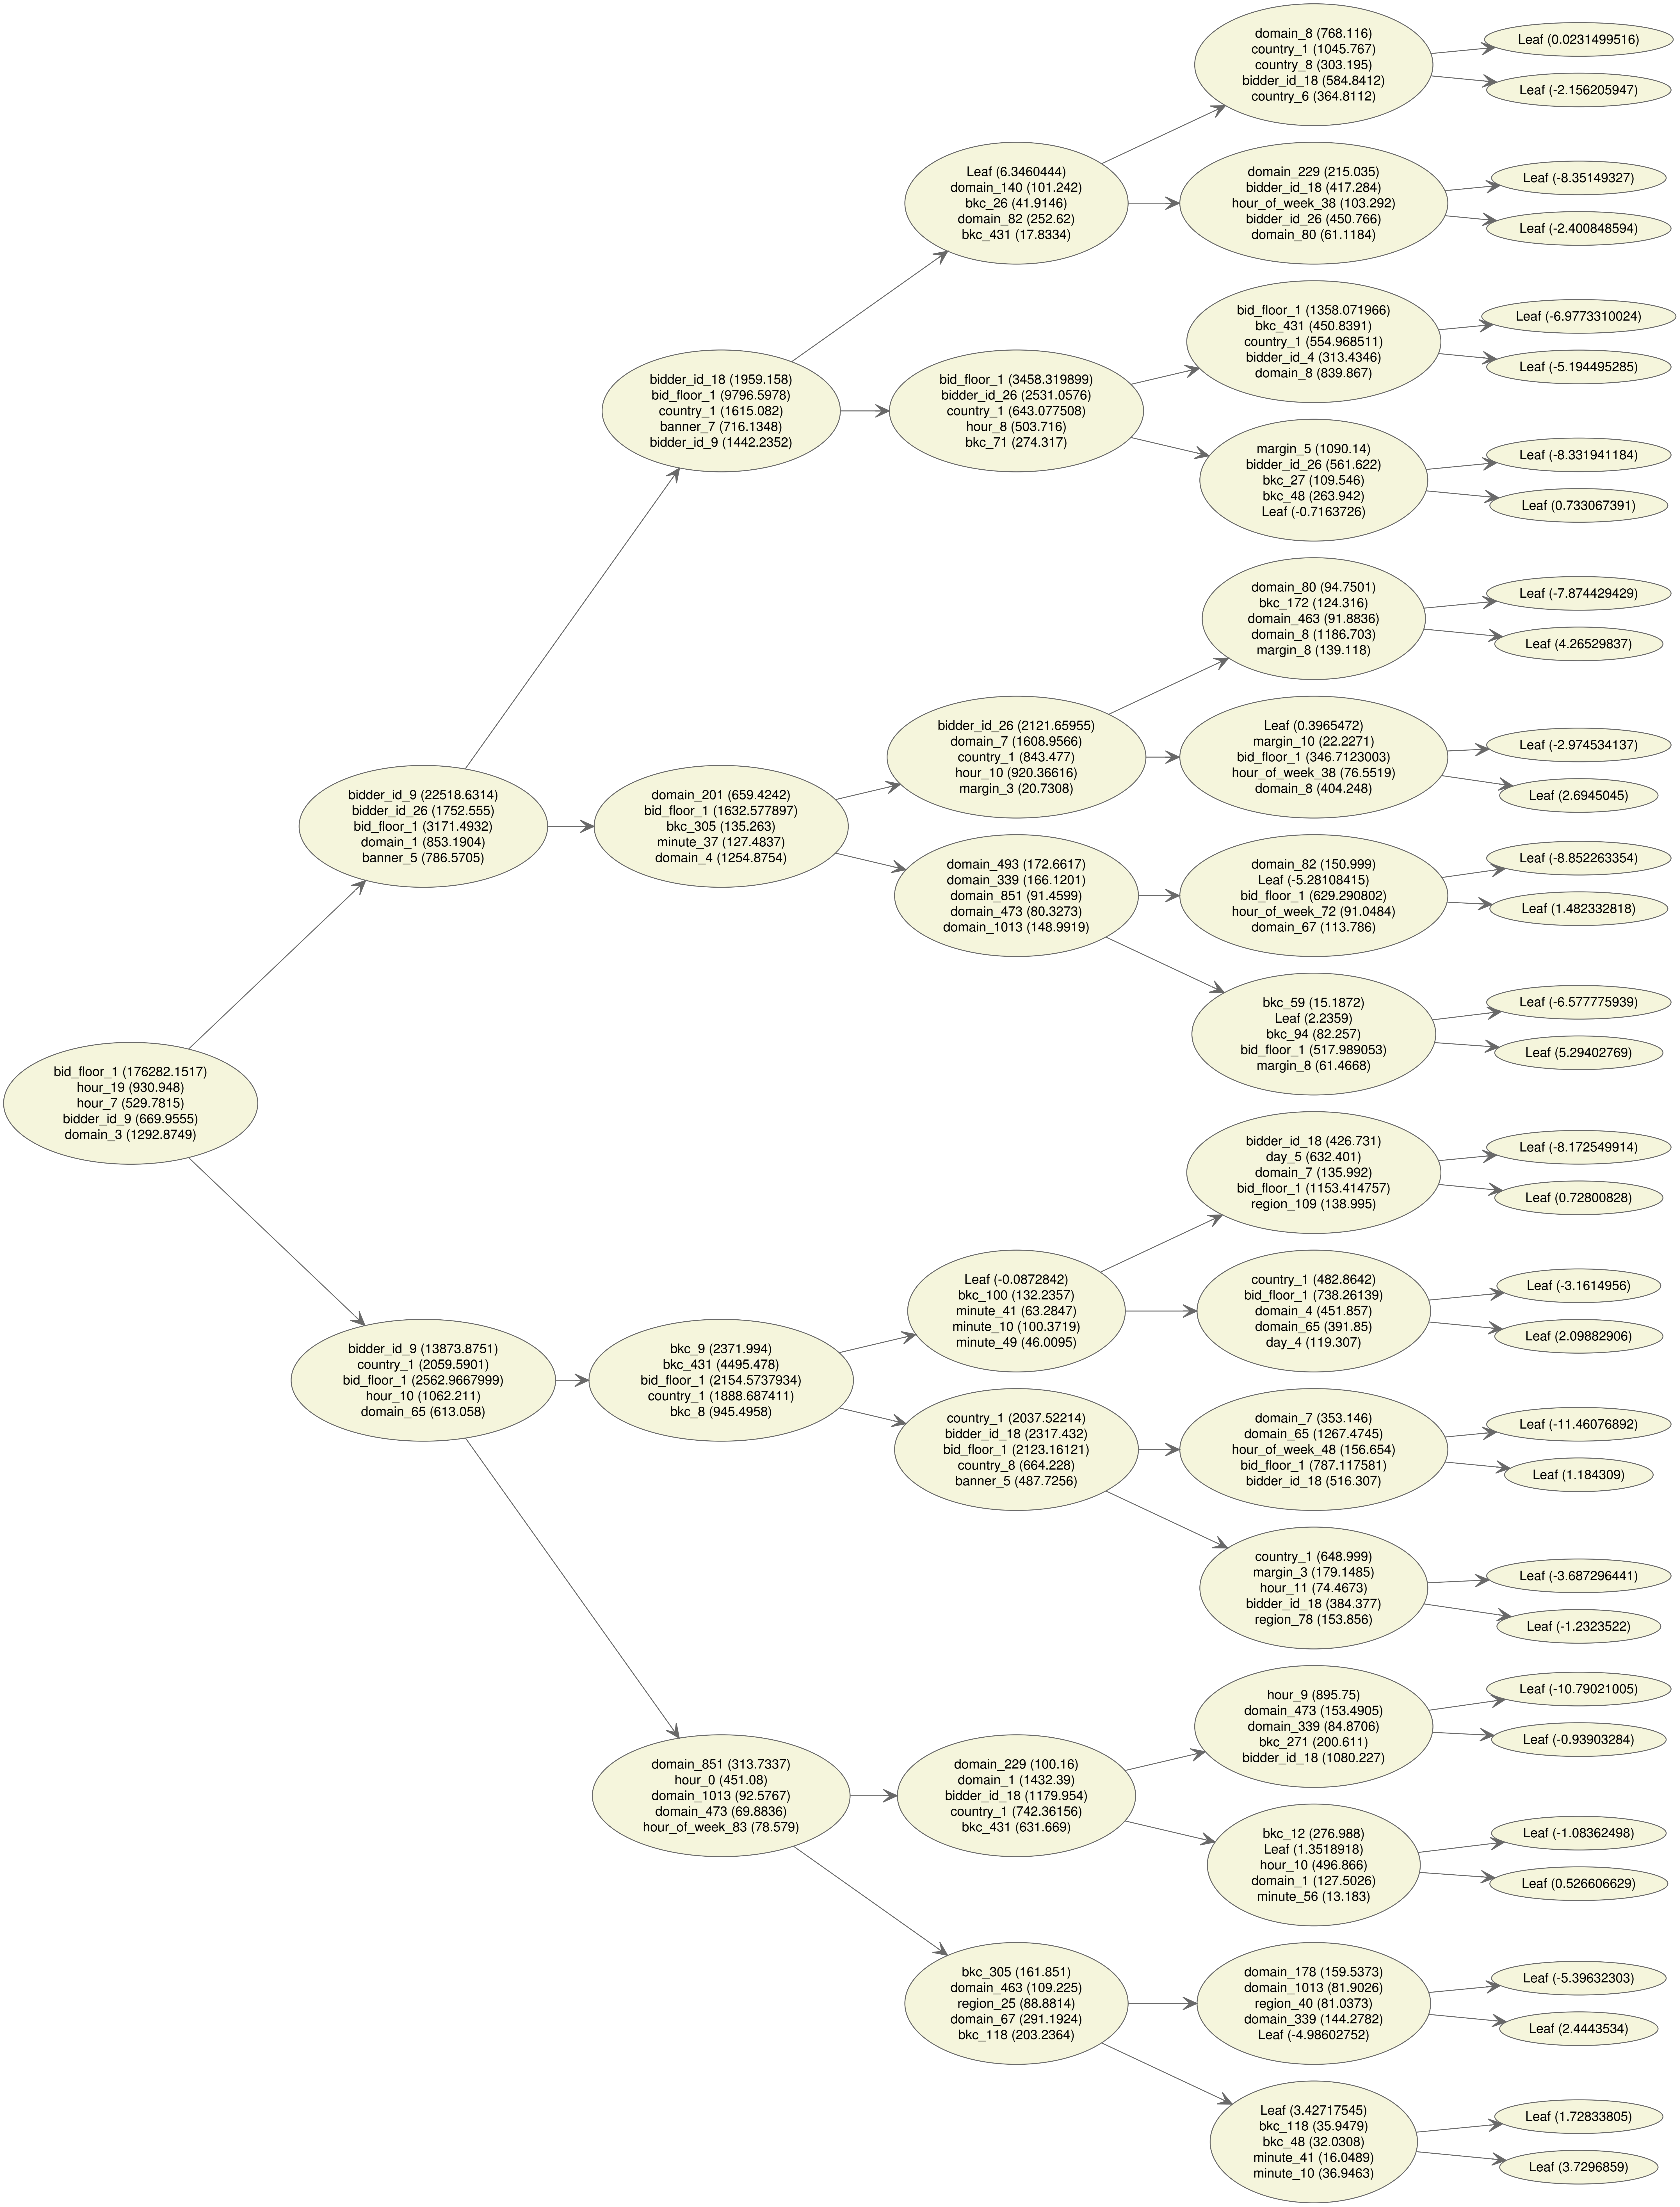 bid_floor_1 (176282.1517)
hour_19 (930.948)
hour_7 (529.7815)
bidder_id_9 (669.9555)
domain_3 (1292.8749)
bidder_id_9 (22518.6314)
bidder_id_26 (1752.555)
bid_floor_1 (3171.4932)
domain_1 (853.1904)
banner_5 (786.5705)
bidder_id_9 (13873.8751)
country_1 (2059.5901)
bid_floor_1 (2562.9667999)
hour_10 (1062.211)
domain_65 (613.058)
bidder_id_18 (1959.158)
bid_floor_1 (9796.5978)
country_1 (1615.082)
banner_7 (716.1348)
bidder_id_9 (1442.2352)
domain_201 (659.4242)
bid_floor_1 (1632.577897)
bkc_305 (135.263)
minute_37 (127.4837)
domain_4 (1254.8754)
bkc_9 (2371.994)
bkc_431 (4495.478)
bid_floor_1 (2154.5737934)
country_1 (1888.687411)
bkc_8 (945.4958)
domain_851 (313.7337)
hour_0 (451.08)
domain_1013 (92.5767)
domain_473 (69.8836)
hour_of_week_83 (78.579)
Leaf (6.3460444)
domain_140 (101.242)
bkc_26 (41.9146)
domain_82 (252.62)
bkc_431 (17.8334)
bid_floor_1 (3458.319899)
bidder_id_26 (2531.0576)
country_1 (643.077508)
hour_8 (503.716)
bkc_71 (274.317)
bidder_id_26 (2121.65955)
domain_7 (1608.9566)
country_1 (843.477)
hour_10 (920.36616)
margin_3 (20.7308)
domain_493 (172.6617)
domain_339 (166.1201)
domain_851 (91.4599)
domain_473 (80.3273)
domain_1013 (148.9919)
Leaf (-0.0872842)
bkc_100 (132.2357)
minute_41 (63.2847)
minute_10 (100.3719)
minute_49 (46.0095)
country_1 (2037.52214)
bidder_id_18 (2317.432)
bid_floor_1 (2123.16121)
country_8 (664.228)
banner_5 (487.7256)
domain_229 (100.16)
domain_1 (1432.39)
bidder_id_18 (1179.954)
country_1 (742.36156)
bkc_431 (631.669)
bkc_305 (161.851)
domain_463 (109.225)
region_25 (88.8814)
domain_67 (291.1924)
bkc_118 (203.2364)
domain_8 (768.116)
country_1 (1045.767)
country_8 (303.195)
bidder_id_18 (584.8412)
country_6 (364.8112)
domain_229 (215.035)
bidder_id_18 (417.284)
hour_of_week_38 (103.292)
bidder_id_26 (450.766)
domain_80 (61.1184)
bid_floor_1 (1358.071966)
bkc_431 (450.8391)
country_1 (554.968511)
bidder_id_4 (313.4346)
domain_8 (839.867)
margin_5 (1090.14)
bidder_id_26 (561.622)
bkc_27 (109.546)
bkc_48 (263.942)
Leaf (-0.7163726)
domain_80 (94.7501)
bkc_172 (124.316)
domain_463 (91.8836)
domain_8 (1186.703)
margin_8 (139.118)
Leaf (0.3965472)
margin_10 (22.2271)
bid_floor_1 (346.7123003)
hour_of_week_38 (76.5519)
domain_8 (404.248)
domain_82 (150.999)
Leaf (-5.28108415)
bid_floor_1 (629.290802)
hour_of_week_72 (91.0484)
domain_67 (113.786)
bkc_59 (15.1872)
Leaf (2.2359)
bkc_94 (82.257)
bid_floor_1 (517.989053)
margin_8 (61.4668)
bidder_id_18 (426.731)
day_5 (632.401)
domain_7 (135.992)
bid_floor_1 (1153.414757)
region_109 (138.995)
country_1 (482.8642)
bid_floor_1 (738.26139)
domain_4 (451.857)
domain_65 (391.85)
day_4 (119.307)
domain_7 (353.146)
domain_65 (1267.4745)
hour_of_week_48 (156.654)
bid_floor_1 (787.117581)
bidder_id_18 (516.307)
country_1 (648.999)
margin_3 (179.1485)
hour_11 (74.4673)
bidder_id_18 (384.377)
region_78 (153.856)
hour_9 (895.75)
domain_473 (153.4905)
domain_339 (84.8706)
bkc_271 (200.611)
bidder_id_18 (1080.227)
bkc_12 (276.988)
Leaf (1.3518918)
hour_10 (496.866)
domain_1 (127.5026)
minute_56 (13.183)
domain_178 (159.5373)
domain_1013 (81.9026)
region_40 (81.0373)
domain_339 (144.2782)
Leaf (-4.98602752)
Leaf (3.42717545)
bkc_118 (35.9479)
bkc_48 (32.0308)
minute_41 (16.0489)
minute_10 (36.9463)
Leaf (0.0231499516)
Leaf (-2.156205947)
Leaf (-8.35149327)
Leaf (-2.400848594)
Leaf (-6.9773310024)
Leaf (-5.194495285)
Leaf (-8.331941184)
Leaf (0.733067391)
Leaf (-7.874429429)
Leaf (4.26529837)
Leaf (-2.974534137)
Leaf (2.6945045)
Leaf (-8.852263354)
Leaf (1.482332818)
Leaf (-6.577775939)
Leaf (5.29402769)
Leaf (-8.172549914)
Leaf (0.72800828)
Leaf (-3.1614956)
Leaf (2.09882906)
Leaf (-11.46076892)
Leaf (1.184309)
Leaf (-3.687296441)
Leaf (-1.2323522)
Leaf (-10.79021005)
Leaf (-0.93903284)
Leaf (-1.08362498)
Leaf (0.526606629)
Leaf (-5.39632303)
Leaf (2.4443534)
Leaf (1.72833805)
Leaf (3.7296859)